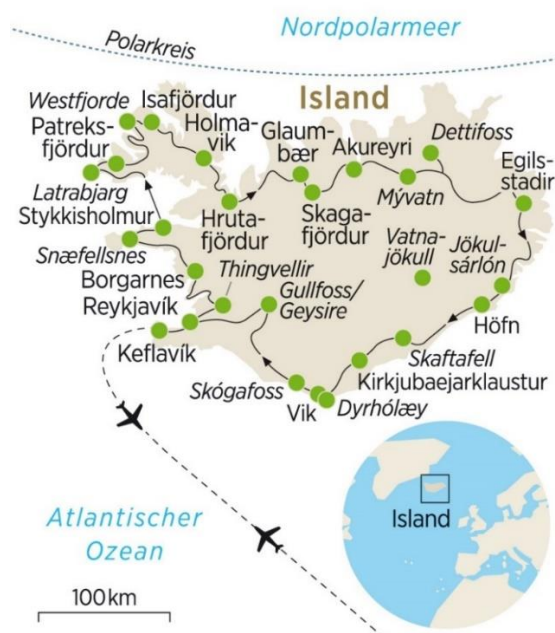 Nordpolarmeer
Polarkreis
Westfjorde
Isafjördur
Island
Patreks-
fjördur
Holma-
vik
Glaum-
bær
Akureyri
Dettifoss
Egils-
stadir
Latrabjarg
Stykkisholmur
Hruta-
fjördur
Skaga-
fjördur
Mývatn
Snæfellsnes
Vatna-
jökull
Jökul-
sárlón
Borgarnes
Thingvellir
Reykjavík
Gullfoss/
Geysire
Höfn
Keflavík
Skaftafell
Skógafoss
Kirkjubaejarklaustur
Vik
Dyrhólæy
Atlantischer
Ozean
Island
100 km